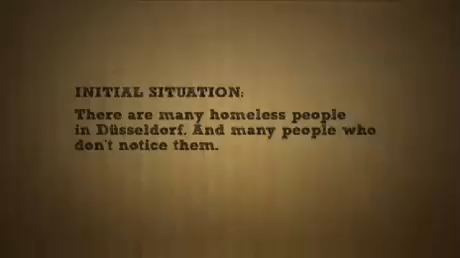 INITIAL SITUATION:
There are many homeless people
in Düsseldorf. And many people who
don't notice them.